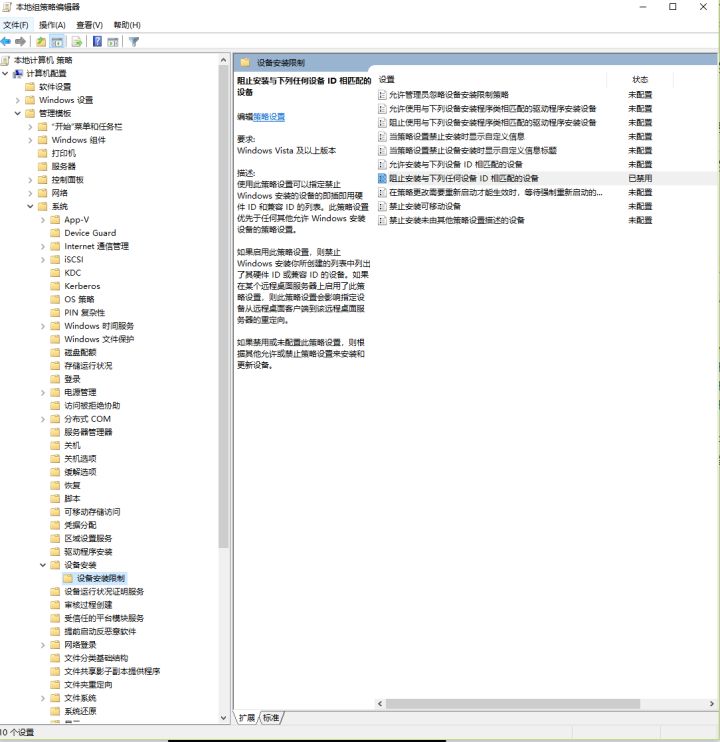 本地组策略编辑器
文件(F) 操作(A) 查看(V) 帮助(H)
本地计算机 策略
计算机配置
软件设置
Windows 设置
管理模板
"开始"菜单和任务栏
Windows 组件
打印机
服务器
控制面板
网络
系统
App-V
Device Guard
Internet 通信管理
iSCSI
KDC
Kerberos
OS 策略
PIN 复杂性
Windows 时间服务
Windows 文件保护
磁盘配额
存储运行状况
登录
电源管理
访问被拒绝协助
分布式 COM
服务器管理器
关机
关机选项
缓解选项
恢复
脚本
可移动存储访问
凭据分配
区域设置服务
驱动程序安装
设备安装
设备安装限制
设备运行状况证明服务
审核过程创建
受信任的平台模块服务
提前启动反恶意软件
网络登录
文件分类基础结构
文件共享影子副本提供程序
文件夹重定向
文件系统
系统还原
设备安装限制
阻止安装与下列任何设备 ID 相匹配的
设备
编辑策略设置
要求:
Windows Vista 及以上版本
描述:
使用此策略设置可以指定禁止
Windows 安装的设备的即插即用硬
件 ID 和兼容 ID 的列表。此策略设置
优先于任何其他允许 Windows 安装
设备的策略设置。
如果启用此策略设置，则禁止
Windows 安装你所创建的列表中列出
了其硬件 ID 或兼容 ID 的设备。如果
在某个远程桌面服务器上启用了此策
略设置，则此策略设置会影响指定设
备从远程桌面客户端到该远程桌面服
务器的重定向。
如果禁用或未配置此策略设置，则根
据其他允许或禁止策略设置来安装和
更新设备。
设置 状态
允许管理员忽略设备安装限制策略 未配置
允许使用与下列设备安装程序类相匹配的驱动程序安装设备 未配置
阻止使用与下列设备安装程序类相匹配的驱动程序安装设备 未配置
当策略设置禁止安装时显示自定义信息 未配置
当策略设置禁止设备安装时显示自定义信息标题 未配置
允许安装与下列设备 ID 相匹配的设备 未配置
阻止安装与下列任何设备 ID 相匹配的设备 已禁用
在策略更改需要重新启动才能生效时，等待强制重新启动的... 未配置
禁止安装可移动设备 未配置
禁止安装未由其他策略设置描述的设备 未配置
扩展 标准
10 个设置